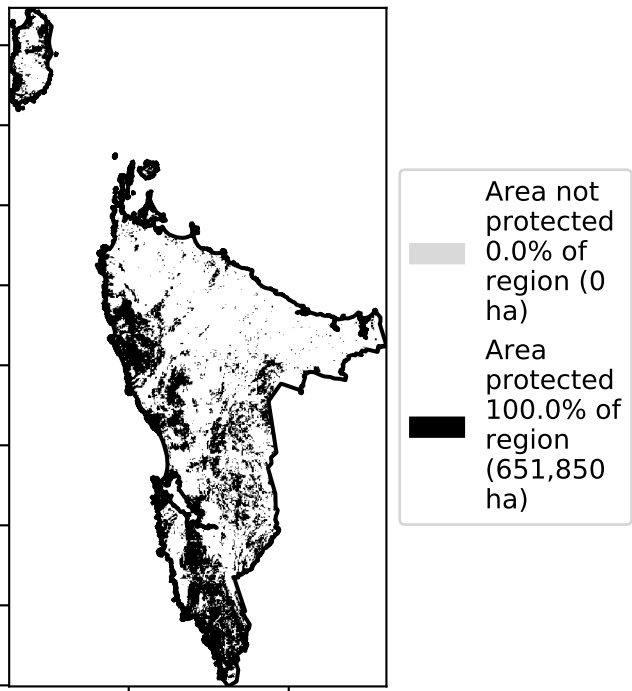 Area not
protected
0.0% of
region (0
ha)
Area
protected
100.0% of
region
(651,850
ha)